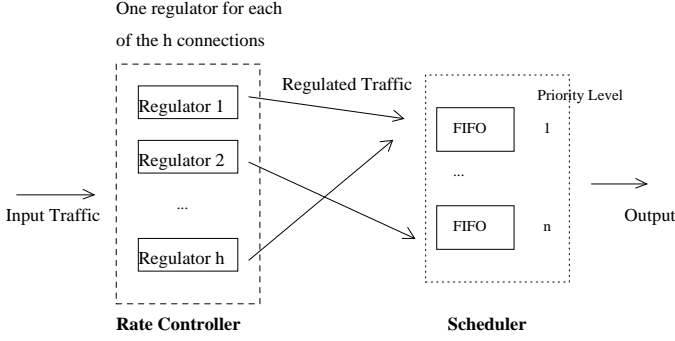 One regulator for each
of the h connections
Regulated Traffic
Priority Level
Regulator 1
FIFO 1
Regulator 2
...
...
Input Traffic
Output
FIFO n
Regulator h
Rate Controller
Scheduler